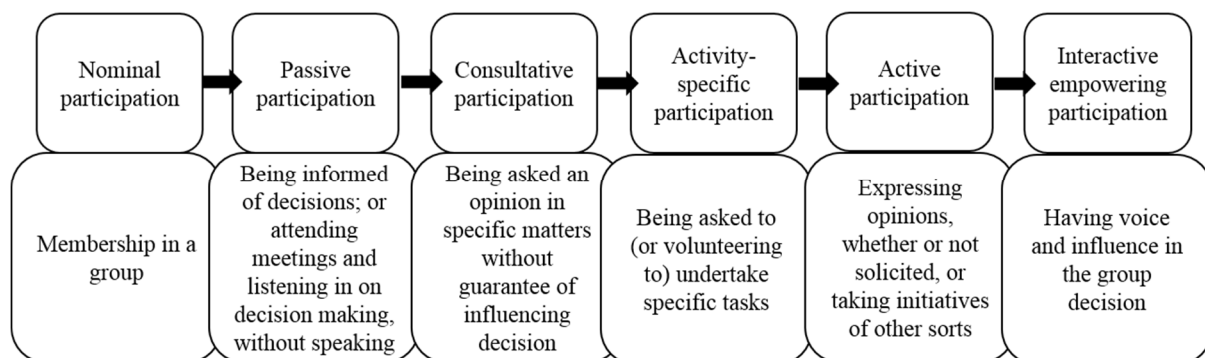 Nominal
participation
Passive
participation
Consultative
participation
Activity-
specific
participation
Active
participation
Interactive
empowering
participation
Membership in a
group
Being informed
of decisions; or
attending
meetings and
listening in on
decision making,
without speaking
Being asked an
opinion in
specific matters
without
guarantee of
influencing
decision
Being asked to
(or volunteering
to) undertake
specific tasks
Expressing
opinions,
whether or not
solicited, or
taking initiatives
of other sorts
Having voice
and influence in
the group
decision